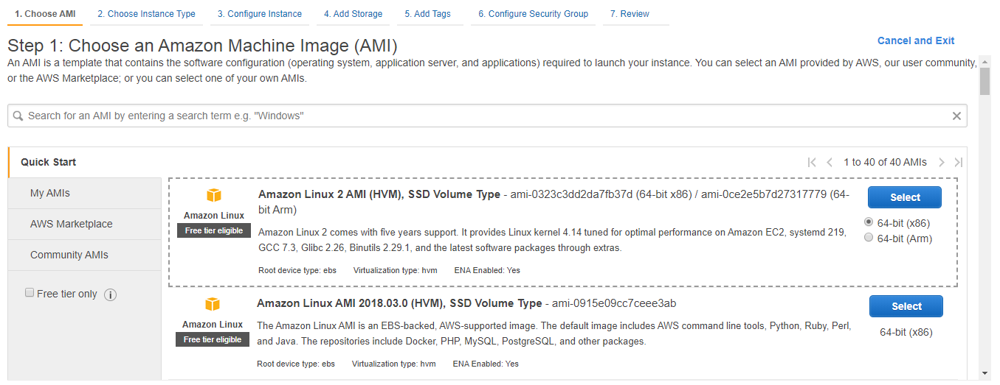 1. Choose AMI 2. Choose Instance Type 3. Configure Instance 4. Add Storage 5. Add Tags 6. Configure Security Group 7. Review
Step 1: Choose an Amazon Machine Image (AMI)
Cancel and Exit
An AMI is a template that contains the software configuration (operating system, application server, and applications) required to launch your instance. You can select an AMI provided by AWS, our user community,
or the AWS Marketplace; or you can select one of your own AMIs.
Search for an AMI by entering a search term e.g. "Windows"
Quick Start
1 to 40 of 40 AMIs
My AMIs
AWS Marketplace
Community AMIs
Free tier only
Amazon Linux
Free tier eligible
Amazon Linux 2 AMI (HVM), SSD Volume Type - ami-0323c3dd2da7fb37d (64-bit x86) / ami-0ce2e5b7d27317779 (64-
bit Arm)
Amazon Linux 2 comes with five years support. It provides Linux kernel 4.14 tuned for optimal performance on Amazon EC2, systemd 219,
GCC 7.3, Glibc 2.26, Binutils 2.29.1, and the latest software packages through extras.
Root device type: ebs Virtualization type: hvm ENA Enabled: Yes
Select
64-bit (x86)
64-bit (Arm)
Amazon Linux
Free tier eligible
Amazon Linux AMI 2018.03.0 (HVM), SSD Volume Type - ami-0915e09cc7ceee3ab
The Amazon Linux AMI is an EBS-backed, AWS-supported image. The default image includes AWS command line tools, Python, Ruby, Perl,
and Java. The repositories include Docker, PHP, MySQL, PostgreSQL, and other packages.
Root device type: ebs Virtualization type: hvm ENA Enabled: Yes
Select
64-bit (x86)